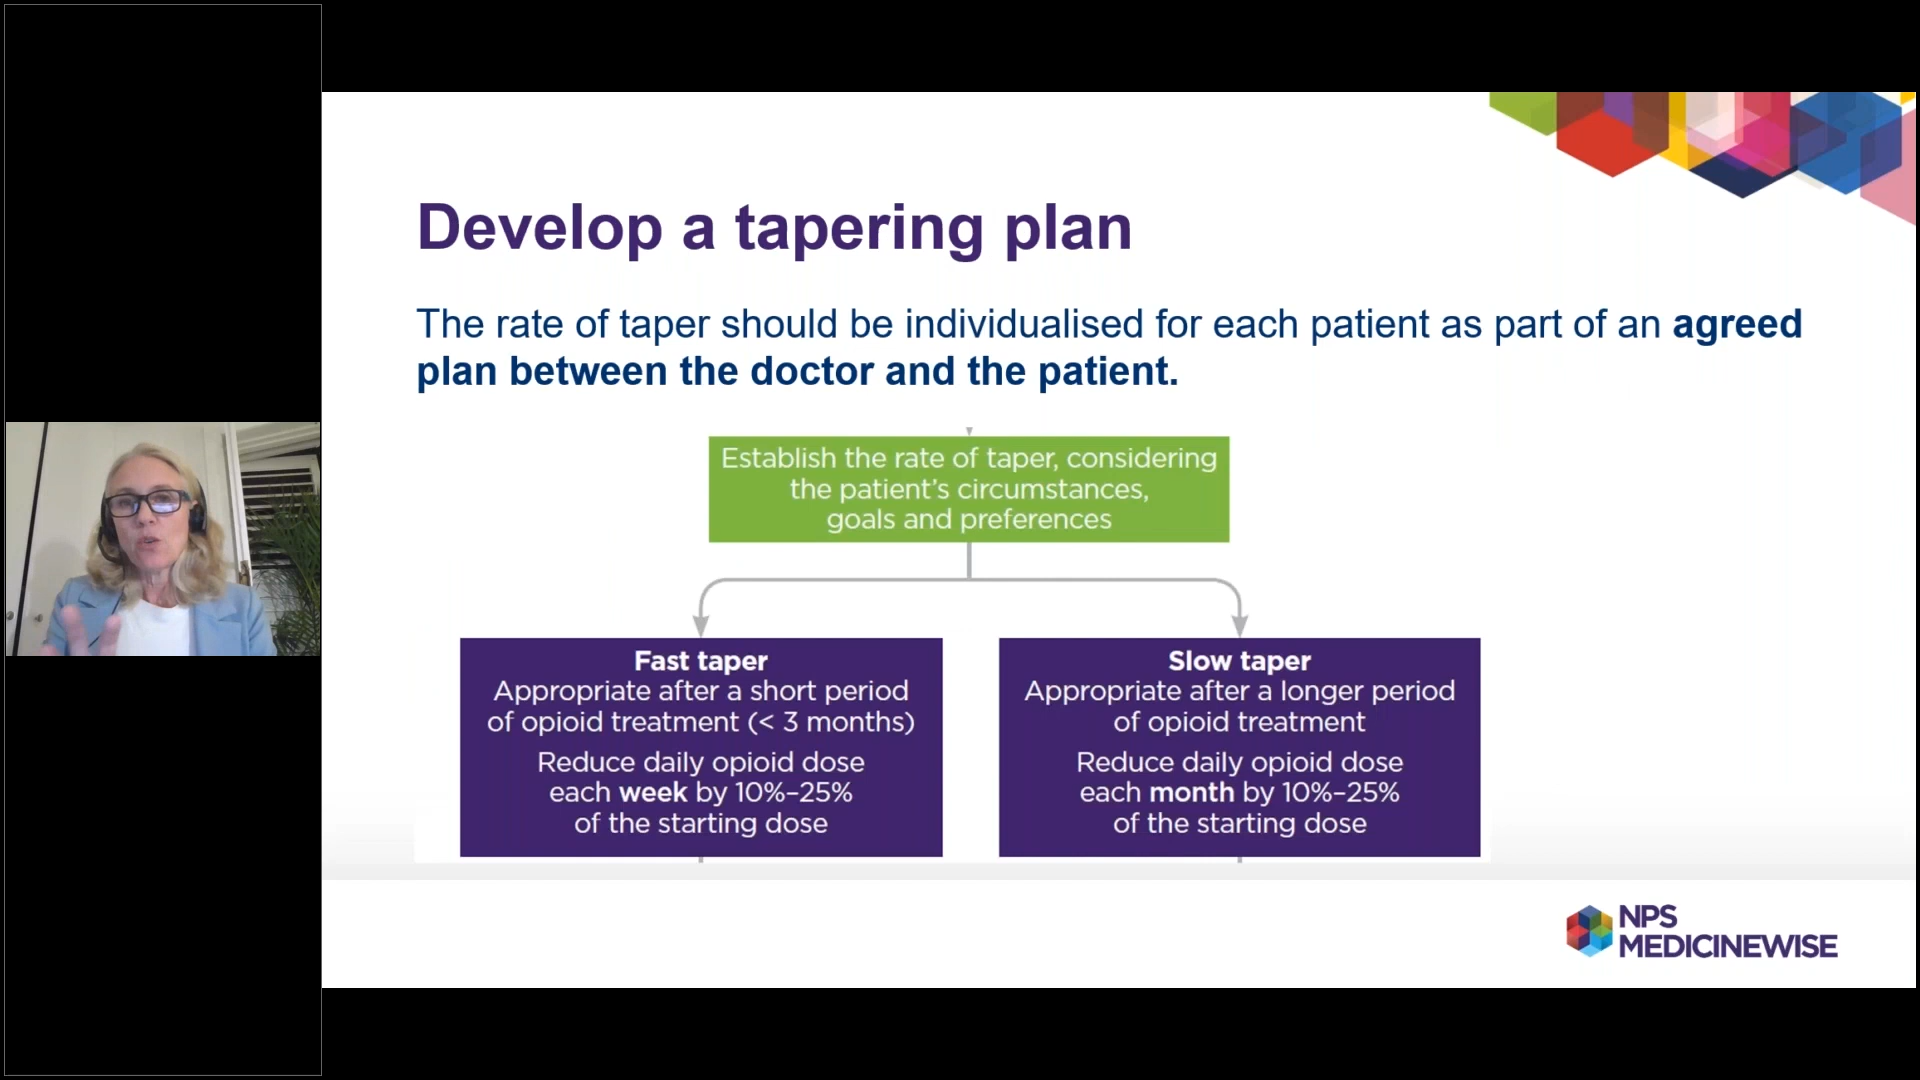 Develop a tapering plan
The rate of taper should be individualised for each patient as part of an agreed
plan between the doctor and the patient.
Establish the rate of taper, considering
the patient's circumstances,
goals and preferences
Fast taper
Appropriate after a short period
of opioid treatment (< 3 months)
Reduce daily opioid dose
each week by 10%–25%
of the starting dose
Slow taper
Appropriate after a longer period
of opioid treatment
Reduce daily opioid dose
each month by 10%–25%
of the starting dose
NPS
MEDICINEWISE